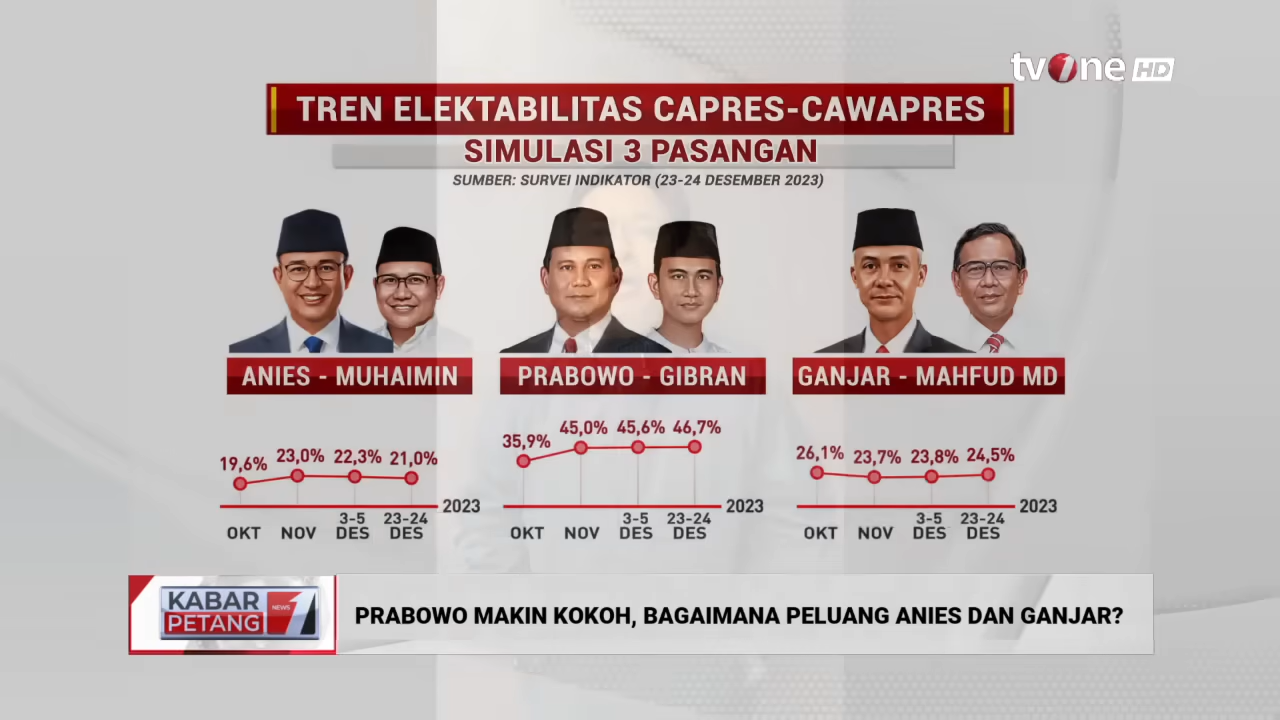 tvOne HD
TREN ELEKTABILITAS CAPRES-CAWAPRES
SIMULASI 3 PASANGAN
SUMBER: SURVEI INDIKATOR (23-24 DESEMBER 2023)
ANIES - MUHAIMIN
19,6% 23,0% 22,3% 21,0%
2023
OKT NOV 3-5 DES 23-24 DES
PRABOWO - GIBRAN
35,9% 45,0% 45,6% 46,7%
2023
OKT NOV 3-5 DES 23-24 DES
GANJAR - MAHFUD MD
26,1% 23,7% 23,8% 24,5%
2023
OKT NOV 3-5 DES 23-24 DES
KABAR
PETANG
NEWS 1
PRABOWO MAKIN KOKOH, BAGAIMANA PELUANG ANIES DAN GANJAR?